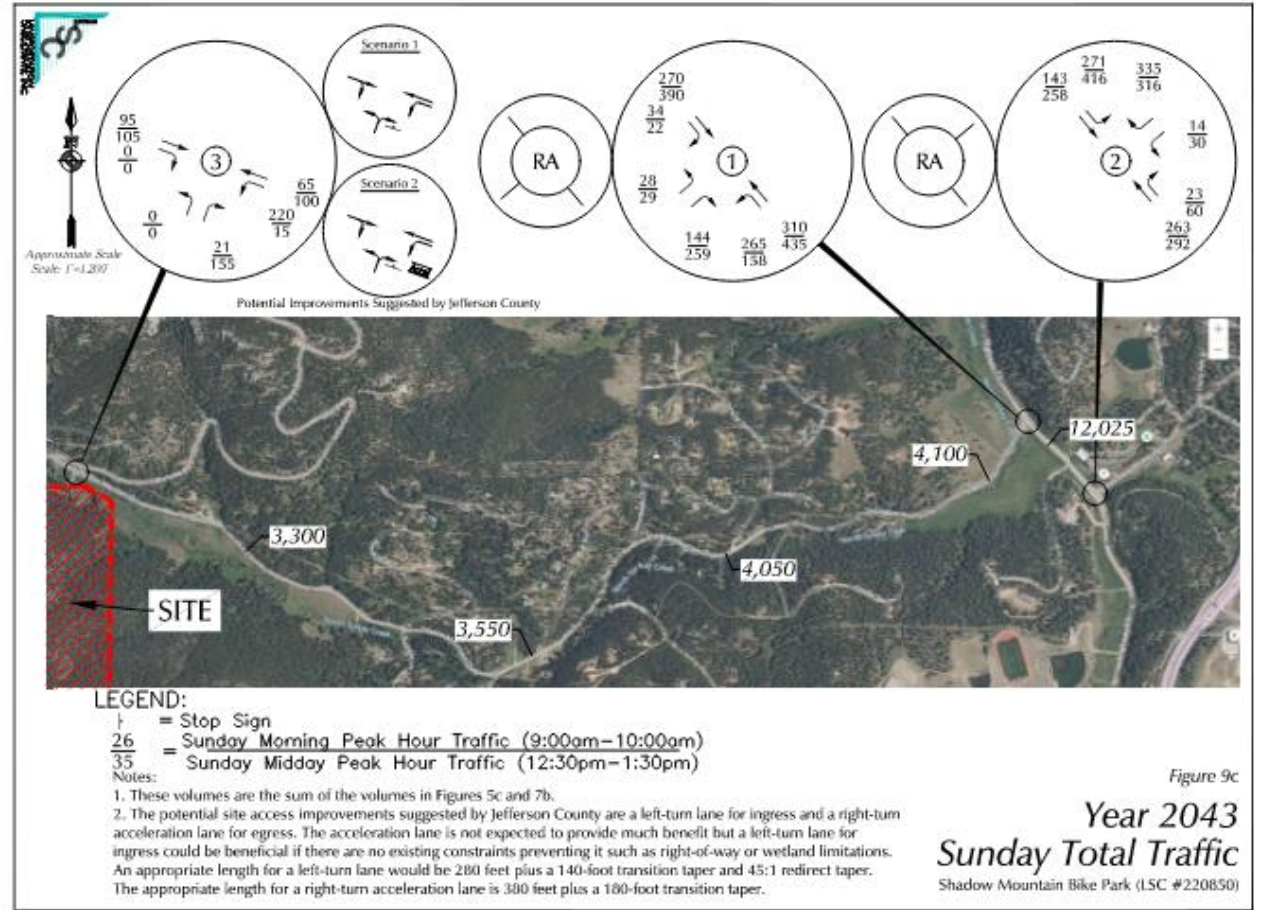 SC
Scenario 1
Scenario 2
Approximate Scale
Scale: 1"=1,200'
95
105
0
0
0
0
21
155
220
15
65
100
3
RA
270
390
34
22
28
29
144
259
265
158
310
435
1
RA
143
258
271
416
335
316
14
30
23
60
263
292
2
Potential Improvements Suggested by Jefferson County
12,025
4,100
3,300
4,050
3,550
SITE
LEGEND:
= Stop Sign
26 = Sunday Morning Peak Hour Traffic (9:00am-10:00am)
35 Sunday Midday Peak Hour Traffic (12:30pm-1:30pm)
Notes:
1. These volumes are the sum of the volumes in Figures 5c and 7b.
2. The potential site access improvements suggested by Jefferson County are a left-turn lane for ingress and a right-turn
acceleration lane for egress. The acceleration lane is not expected to provide much benefit but a left-turn lane for
ingress could be beneficial if there are no existing constraints preventing it such as right-of-way or wetland limitations.
An appropriate length for a left-turn lane would be 280 feet plus a 140-foot transition taper and 45:1 redirect taper.
The appropriate length for a right-turn acceleration lane is 380 feet plus a 180-foot transition taper.
Figure 9c
Year 2043
Sunday Total Traffic
Shadow Mountain Bike Park (LSC #220850)